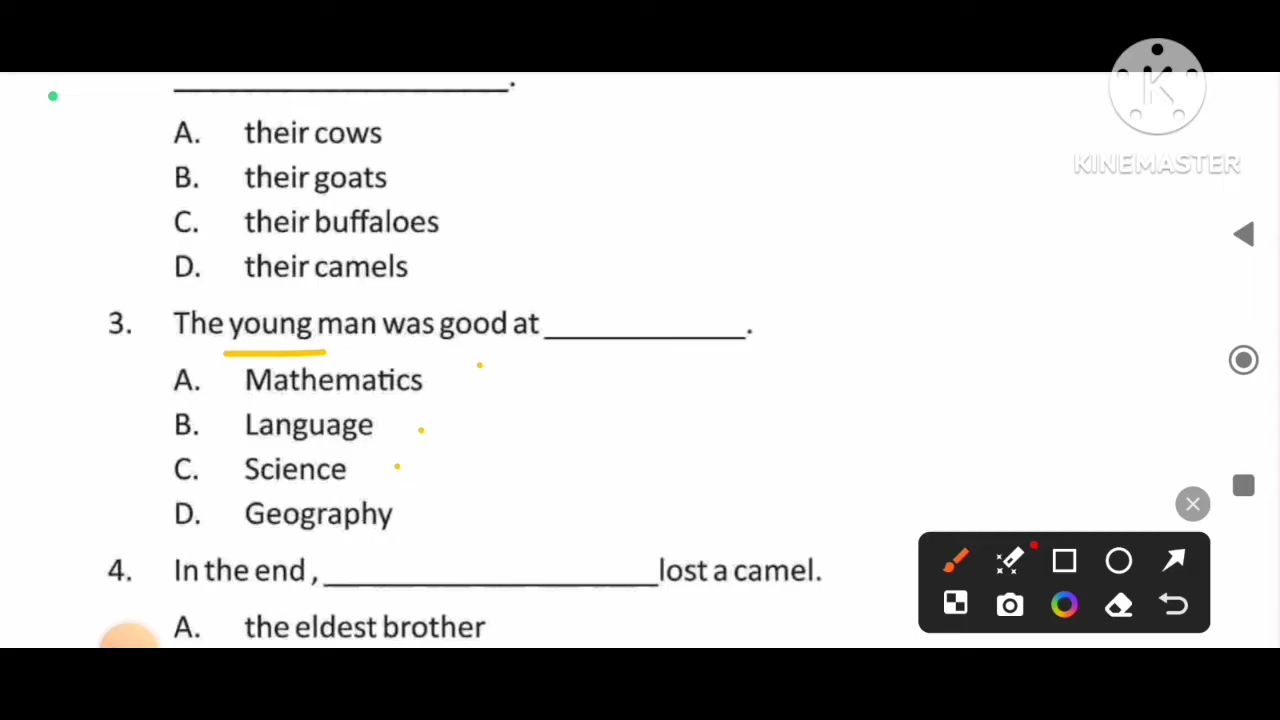 ____________________.
A. their cows
B. their goats
C. their buffaloes
D. their camels
3. The young man was good at ____________.
A. Mathematics
B. Language
C. Science
D. Geography
4. In the end , ____________________ lost a camel.
A. the eldest brother
K
KINEMASTER